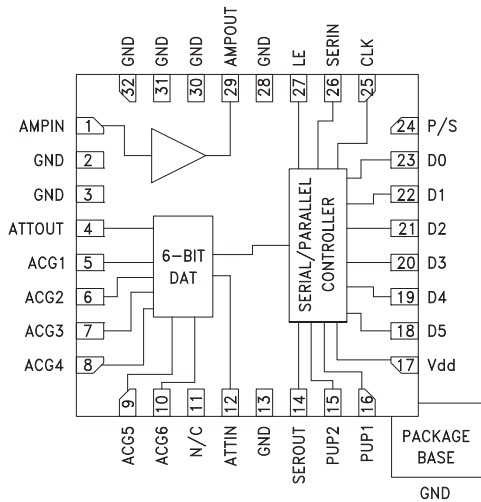 GND
GND
GND
AMPOUT
GND
LE
SERIN
CLK
32
31
30
29
28
27
26
25
AMPIN
1
24
P/S
GND
2
23
D0
GND
3
22
D1
ATTOUT
4
21
D2
ACG1
5
20
D3
ACG2
6
19
D4
ACG3
7
18
D5
ACG4
8
17
Vdd
6-BIT
DAT
SERIAL/PARALLEL
CONTROLLER
9
10
11
12
13
14
15
16
ACG5
ACG6
N/C
ATTIN
GND
SEROUT
PUP2
PUP1
PACKAGE
BASE
GND